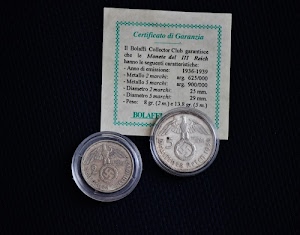 Certificato di Garanzia
Il Bolaffi Collector Club garantisce
che le Monete del III Reich
hanno le seguenti caratteristiche:
- Anno di emissione: 1936-1939
- Metallo 2 marchi: arg. 625/000
- Metallo 5 marchi: arg. 900/000
- Diametro 2 marchi: 25 mm.
- Diametro 5 marchi: 29 mm.
- Peso: 8 gr. (2 m.) e 13,8 gr. (5 m.)
BOLAFFI